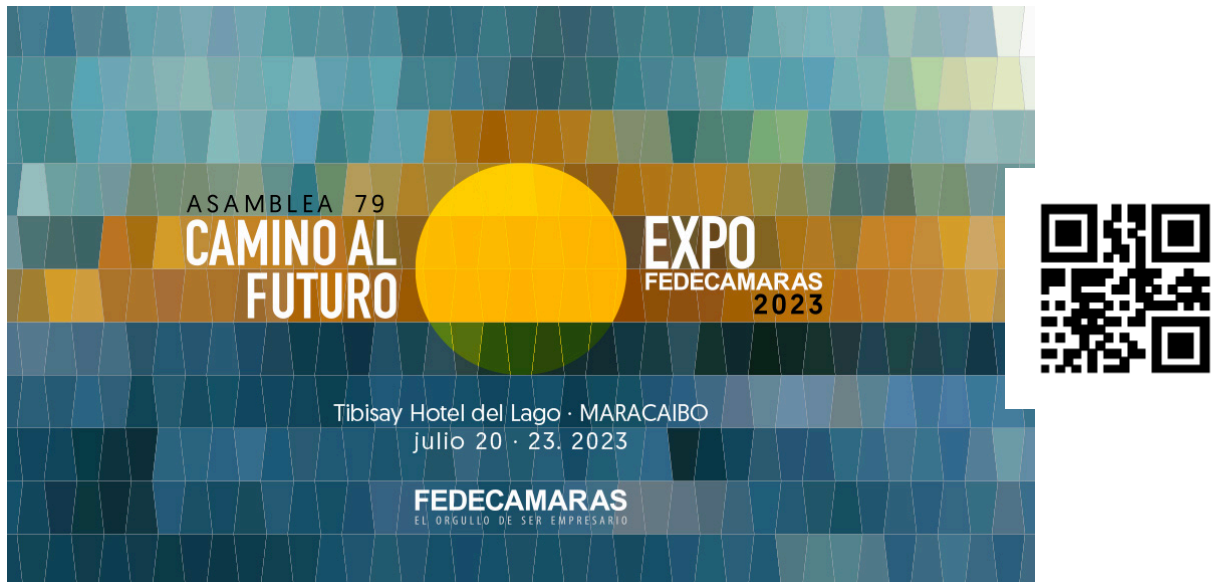 ASAMBLEA 79
CAMINO AL
FUTURO
EXPO
FEDECAMARAS
2023
Tibisay Hotel del Lago · MARACAIBO
julio 20 · 23. 2023
FEDECAMARAS
EL ORGULLO DE SER EMPRESARIO